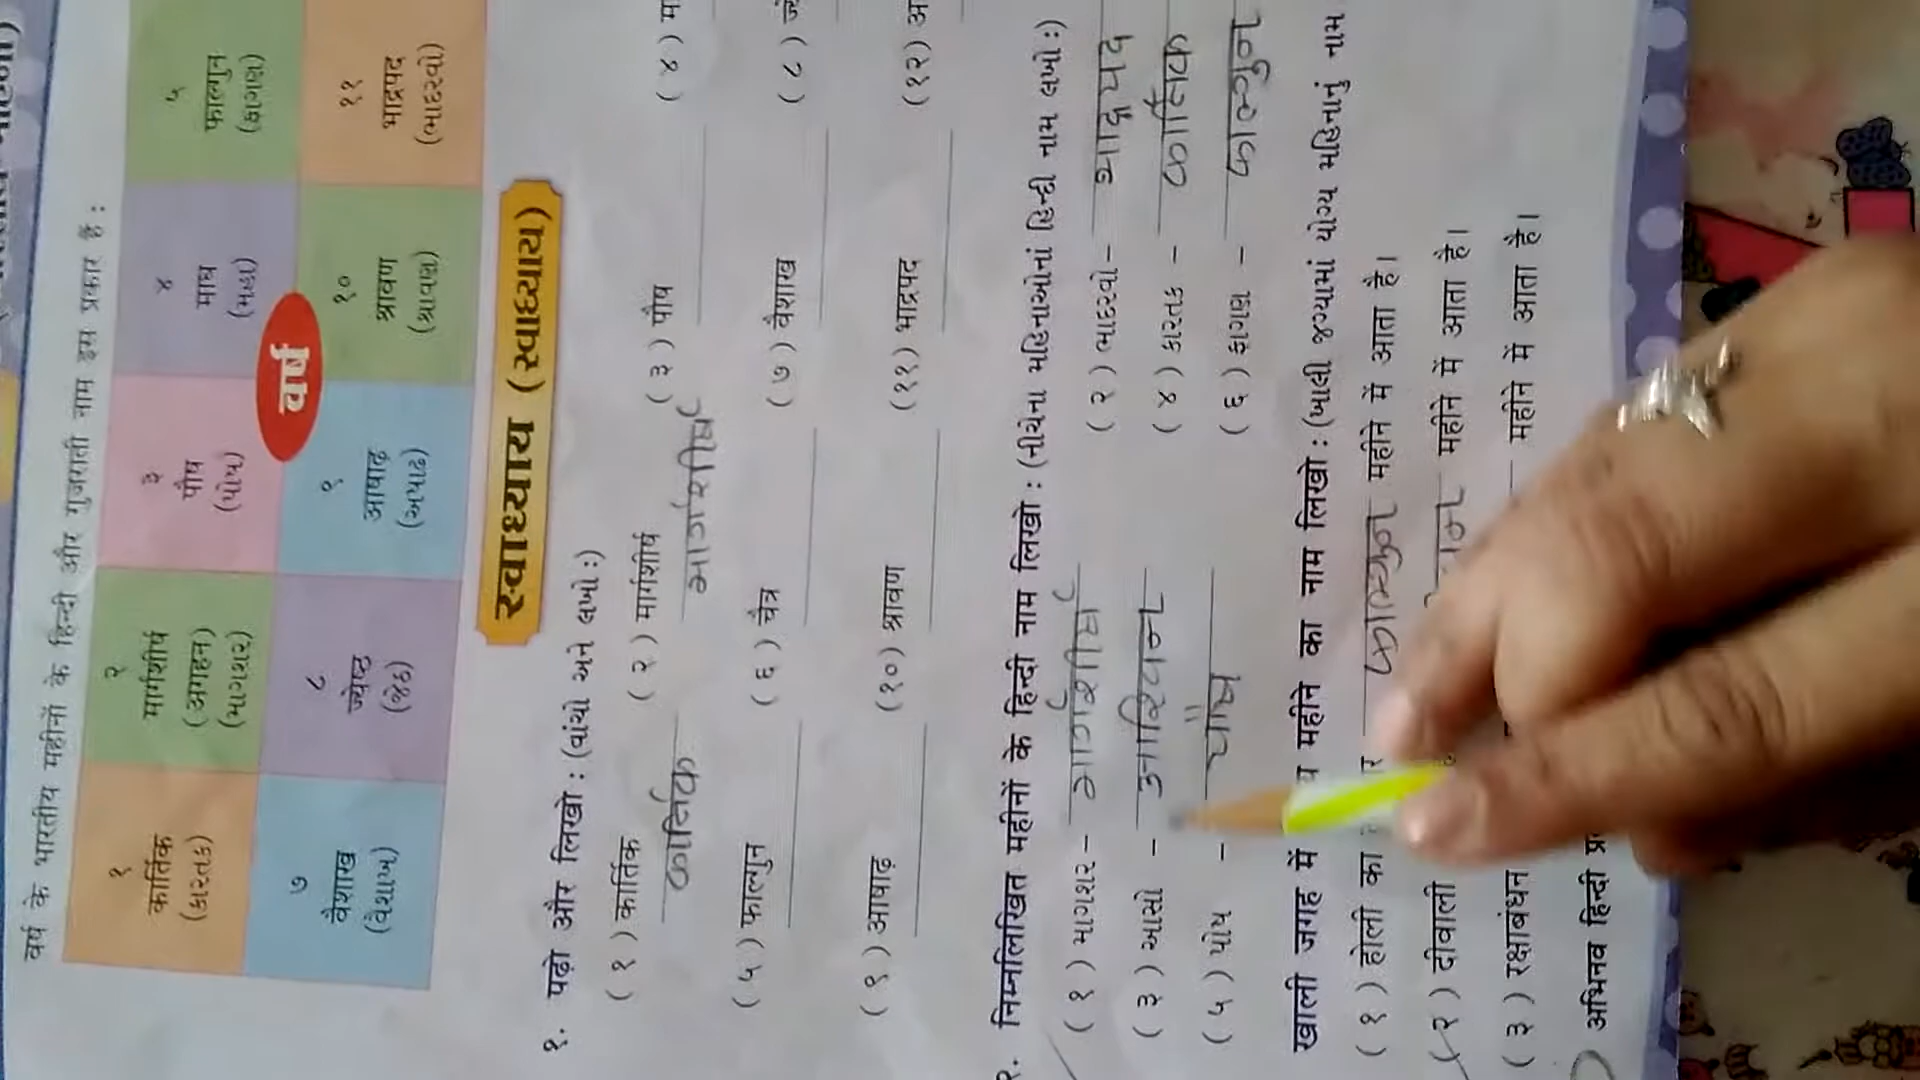 वर्ष के भारतीय महीनों के हिन्दी और गुजराती नाम इस प्रकार हैं :
१ २ ३ ४ ५
कार्तिक मार्गशीर्ष पौष माघ फाल्गुन
(अगहन)
(કારતક) (માગશર) (પોષ) (મહા) (ફાગણ)
वर्ष
७ ८ ९ १० ११
वैशाख ज्येष्ठ आषाढ़ श्रावण भाद्रपद
(વૈશાખ) (જેઠ) (અષાઢ) (શ્રાવણ) (ભાદરવો)
स्वाध्याय (સ્વાધ્યાય)
१. पढ़ो और लिखो : (વાંચો અને લખો :)
( १ ) कार्तिक ( २ ) मार्गशीर्ष ( ३ ) पौष ( ४ )
कार्तिक मार्गशीर्ष
( ५ ) फाल्गुन ( ६ ) चैत्र ( ७ ) वैशाख ( ८ )
( ९ ) आषाढ़ (१०) श्रावण (११) भाद्रपद (१२)
२. निम्नलिखित महीनों के हिन्दी नाम लिखो : (નીચેના મહિનાઓનાં હિન્દી નામ લખો :)
( १ ) માગશર - मार्गशीर्ष ( २ ) ભાદરવો - भाद्रपद
( ३ ) આસો - आश्विन ( ४ ) કારતક - कार्तिक
( ५ ) પોષ - पौष ( ६ ) ફાગણ - फाल्गुन
खाली जगह में महीने का नाम लिखो : (ખાલી જગ્યામાં યોગ્ય મહિનાનું નામ
( १ ) होली का फाल्गुन महीने में आता है।
( २ ) दीवाली महीने में आता है।
( ३ ) रक्षाबंधन महीने में आता है।
अभिनव हिन्दी